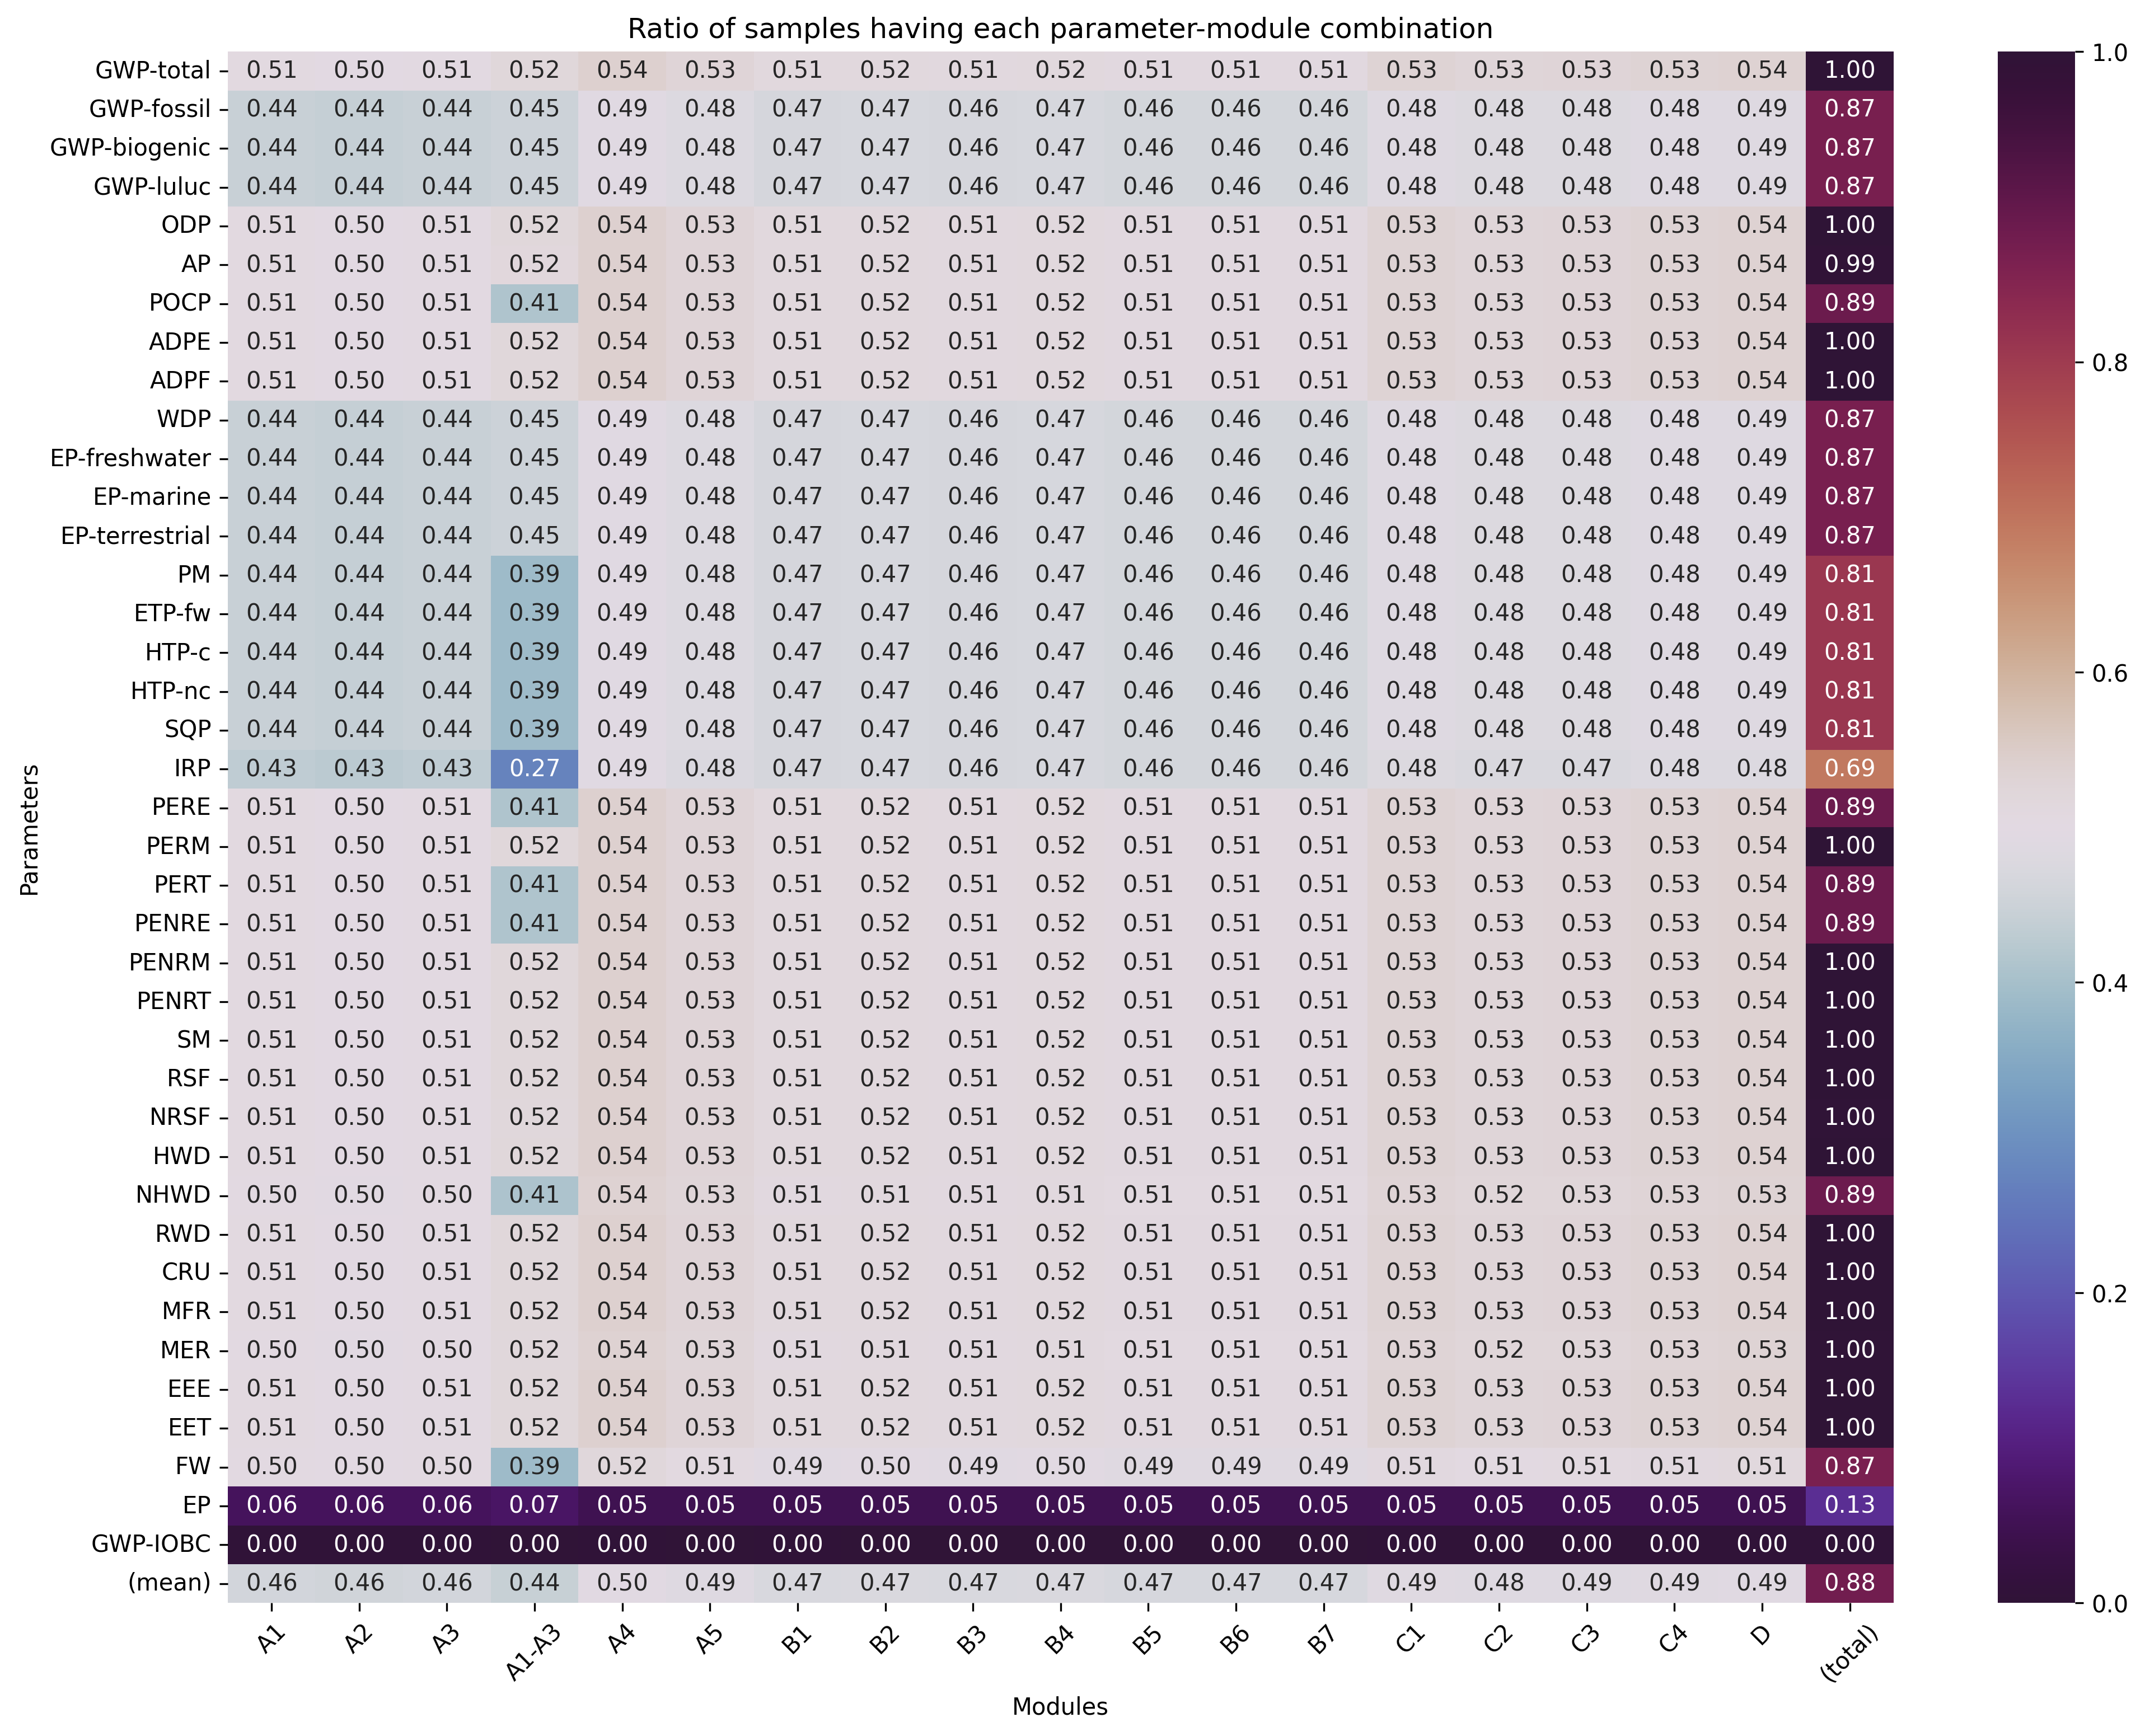 Ratio of samples having each parameter-module combination
GWP-total 0.51 0.50 0.51 0.52 0.54 0.53 0.51 0.52 0.51 0.52 0.51 0.51 0.51 0.53 0.53 0.53 0.53 0.54 1.00
GWP-fossil 0.44 0.44 0.44 0.45 0.49 0.48 0.47 0.47 0.46 0.47 0.46 0.46 0.46 0.48 0.48 0.48 0.48 0.49 0.87
GWP-biogenic 0.44 0.44 0.44 0.45 0.49 0.48 0.47 0.47 0.46 0.47 0.46 0.46 0.46 0.48 0.48 0.48 0.48 0.49 0.87
GWP-luluc 0.44 0.44 0.44 0.45 0.49 0.48 0.47 0.47 0.46 0.47 0.46 0.46 0.46 0.48 0.48 0.48 0.48 0.49 0.87
ODP 0.51 0.50 0.51 0.52 0.54 0.53 0.51 0.52 0.51 0.52 0.51 0.51 0.51 0.53 0.53 0.53 0.53 0.54 1.00
AP 0.51 0.50 0.51 0.52 0.54 0.53 0.51 0.52 0.51 0.52 0.51 0.51 0.51 0.53 0.53 0.53 0.53 0.54 0.99
POCP 0.51 0.50 0.51 0.41 0.54 0.53 0.51 0.52 0.51 0.52 0.51 0.51 0.51 0.53 0.53 0.53 0.53 0.54 0.89
ADPE 0.51 0.50 0.51 0.52 0.54 0.53 0.51 0.52 0.51 0.52 0.51 0.51 0.51 0.53 0.53 0.53 0.53 0.54 1.00
ADPF 0.51 0.50 0.51 0.52 0.54 0.53 0.51 0.52 0.51 0.52 0.51 0.51 0.51 0.53 0.53 0.53 0.53 0.54 1.00
WDP 0.44 0.44 0.44 0.45 0.49 0.48 0.47 0.47 0.46 0.47 0.46 0.46 0.46 0.48 0.48 0.48 0.48 0.49 0.87
EP-freshwater 0.44 0.44 0.44 0.45 0.49 0.48 0.47 0.47 0.46 0.47 0.46 0.46 0.46 0.48 0.48 0.48 0.48 0.49 0.87
EP-marine 0.44 0.44 0.44 0.45 0.49 0.48 0.47 0.47 0.46 0.47 0.46 0.46 0.46 0.48 0.48 0.48 0.48 0.49 0.87
EP-terrestrial 0.44 0.44 0.44 0.45 0.49 0.48 0.47 0.47 0.46 0.47 0.46 0.46 0.46 0.48 0.48 0.48 0.48 0.49 0.87
PM 0.44 0.44 0.44 0.39 0.49 0.48 0.47 0.47 0.46 0.47 0.46 0.46 0.46 0.48 0.48 0.48 0.48 0.49 0.81
ETP-fw 0.44 0.44 0.44 0.39 0.49 0.48 0.47 0.47 0.46 0.47 0.46 0.46 0.46 0.48 0.48 0.48 0.48 0.49 0.81
HTP-c 0.44 0.44 0.44 0.39 0.49 0.48 0.47 0.47 0.46 0.47 0.46 0.46 0.46 0.48 0.48 0.48 0.48 0.49 0.81
HTP-nc 0.44 0.44 0.44 0.39 0.49 0.48 0.47 0.47 0.46 0.47 0.46 0.46 0.46 0.48 0.48 0.48 0.48 0.49 0.81
SQP 0.44 0.44 0.44 0.39 0.49 0.48 0.47 0.47 0.46 0.47 0.46 0.46 0.46 0.48 0.48 0.48 0.48 0.49 0.81
IRP 0.43 0.43 0.43 0.27 0.49 0.48 0.47 0.47 0.46 0.47 0.46 0.46 0.46 0.48 0.47 0.47 0.48 0.48 0.69
PERE 0.51 0.50 0.51 0.41 0.54 0.53 0.51 0.52 0.51 0.52 0.51 0.51 0.51 0.53 0.53 0.53 0.53 0.54 0.89
PERM 0.51 0.50 0.51 0.52 0.54 0.53 0.51 0.52 0.51 0.52 0.51 0.51 0.51 0.53 0.53 0.53 0.53 0.54 1.00
PERT 0.51 0.50 0.51 0.41 0.54 0.53 0.51 0.52 0.51 0.52 0.51 0.51 0.51 0.53 0.53 0.53 0.53 0.54 0.89
PENRE 0.51 0.50 0.51 0.41 0.54 0.53 0.51 0.52 0.51 0.52 0.51 0.51 0.51 0.53 0.53 0.53 0.53 0.54 0.89
PENRM 0.51 0.50 0.51 0.52 0.54 0.53 0.51 0.52 0.51 0.52 0.51 0.51 0.51 0.53 0.53 0.53 0.53 0.54 1.00
PENRT 0.51 0.50 0.51 0.52 0.54 0.53 0.51 0.52 0.51 0.52 0.51 0.51 0.51 0.53 0.53 0.53 0.53 0.54 1.00
SM 0.51 0.50 0.51 0.52 0.54 0.53 0.51 0.52 0.51 0.52 0.51 0.51 0.51 0.53 0.53 0.53 0.53 0.54 1.00
RSF 0.51 0.50 0.51 0.52 0.54 0.53 0.51 0.52 0.51 0.52 0.51 0.51 0.51 0.53 0.53 0.53 0.53 0.54 1.00
NRSF 0.51 0.50 0.51 0.52 0.54 0.53 0.51 0.52 0.51 0.52 0.51 0.51 0.51 0.53 0.53 0.53 0.53 0.54 1.00
HWD 0.51 0.50 0.51 0.52 0.54 0.53 0.51 0.52 0.51 0.52 0.51 0.51 0.51 0.53 0.53 0.53 0.53 0.54 1.00
NHWD 0.50 0.50 0.50 0.41 0.54 0.53 0.51 0.51 0.51 0.51 0.51 0.51 0.51 0.53 0.52 0.53 0.53 0.53 0.89
RWD 0.51 0.50 0.51 0.52 0.54 0.53 0.51 0.52 0.51 0.52 0.51 0.51 0.51 0.53 0.53 0.53 0.53 0.54 1.00
CRU 0.51 0.50 0.51 0.52 0.54 0.53 0.51 0.52 0.51 0.52 0.51 0.51 0.51 0.53 0.53 0.53 0.53 0.54 1.00
MFR 0.51 0.50 0.51 0.52 0.54 0.53 0.51 0.52 0.51 0.52 0.51 0.51 0.51 0.53 0.53 0.53 0.53 0.54 1.00
MER 0.50 0.50 0.50 0.52 0.54 0.53 0.51 0.51 0.51 0.51 0.51 0.51 0.51 0.53 0.52 0.53 0.53 0.53 1.00
EEE 0.51 0.50 0.51 0.52 0.54 0.53 0.51 0.52 0.51 0.52 0.51 0.51 0.51 0.53 0.53 0.53 0.53 0.54 1.00
EET 0.51 0.50 0.51 0.52 0.54 0.53 0.51 0.52 0.51 0.52 0.51 0.51 0.51 0.53 0.53 0.53 0.53 0.54 1.00
FW 0.50 0.50 0.50 0.39 0.52 0.51 0.49 0.50 0.49 0.50 0.49 0.49 0.49 0.51 0.51 0.51 0.51 0.51 0.87
EP 0.06 0.06 0.06 0.07 0.05 0.05 0.05 0.05 0.05 0.05 0.05 0.05 0.05 0.05 0.05 0.05 0.05 0.05 0.13
GWP-IOBC 0.00 0.00 0.00 0.00 0.00 0.00 0.00 0.00 0.00 0.00 0.00 0.00 0.00 0.00 0.00 0.00 0.00 0.00 0.00
(mean) 0.46 0.46 0.46 0.44 0.50 0.49 0.47 0.47 0.47 0.47 0.47 0.47 0.47 0.49 0.48 0.49 0.49 0.49 0.88
A1 A2 A3 A1-A3 A4 A5 B1 B2 B3 B4 B5 B6 B7 C1 C2 C3 C4 D (total)
Modules
Parameters
1.0
0.8
0.6
0.4
0.2
0.0